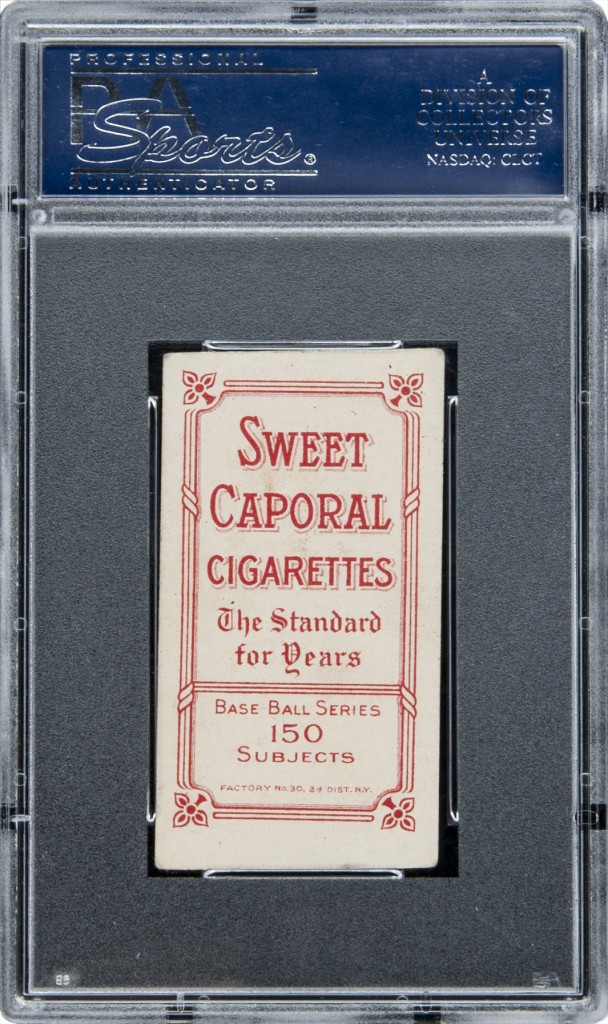 PROFESSIONAL
PSA
Sports®
AUTHENTICATOR
A
DIVISION OF
COLLECTORS
UNIVERSE
NASDAQ: CLCT
SWEET
CAPORAL
CIGARETTES
The Standard
for Years
BASE BALL SERIES
150
SUBJECTS
FACTORY No. 30, 2d DIST. N.Y.